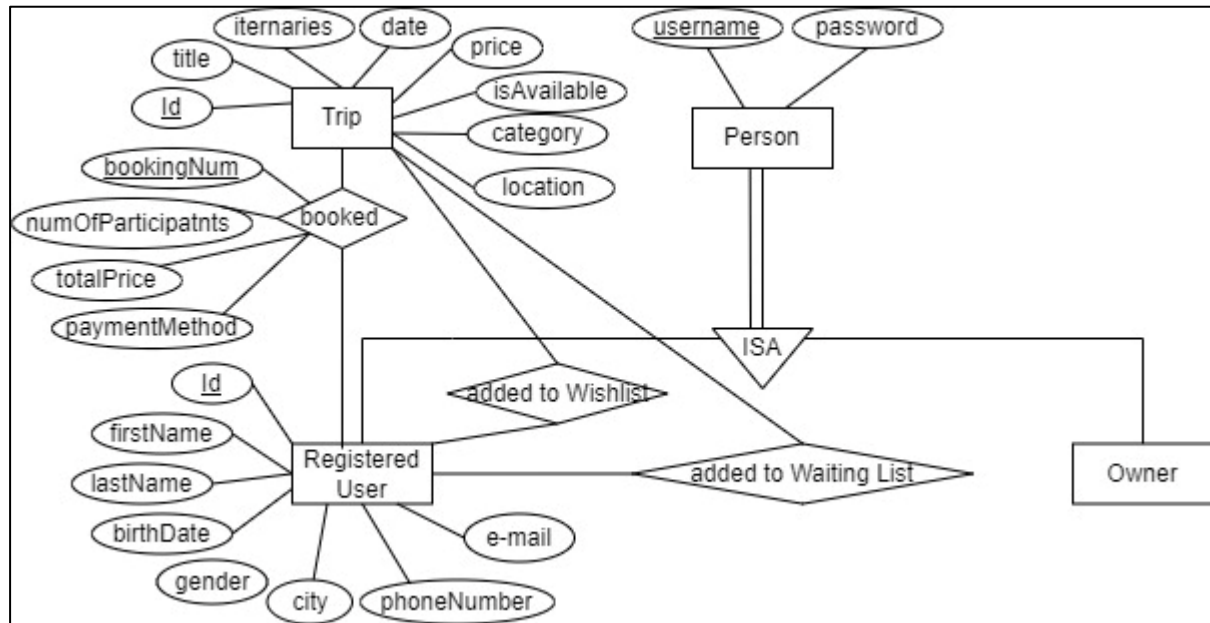 iternaries
date
username
password
title
price
Id
Trip
isAvailable
category
Person
bookingNum
location
numOfParticipatnts
booked
totalPrice
paymentMethod
ISA
Id
added to Wishlist
firstName
Registered
User
added to Waiting List
Owner
lastName
birthDate
e-mail
gender
city
phoneNumber